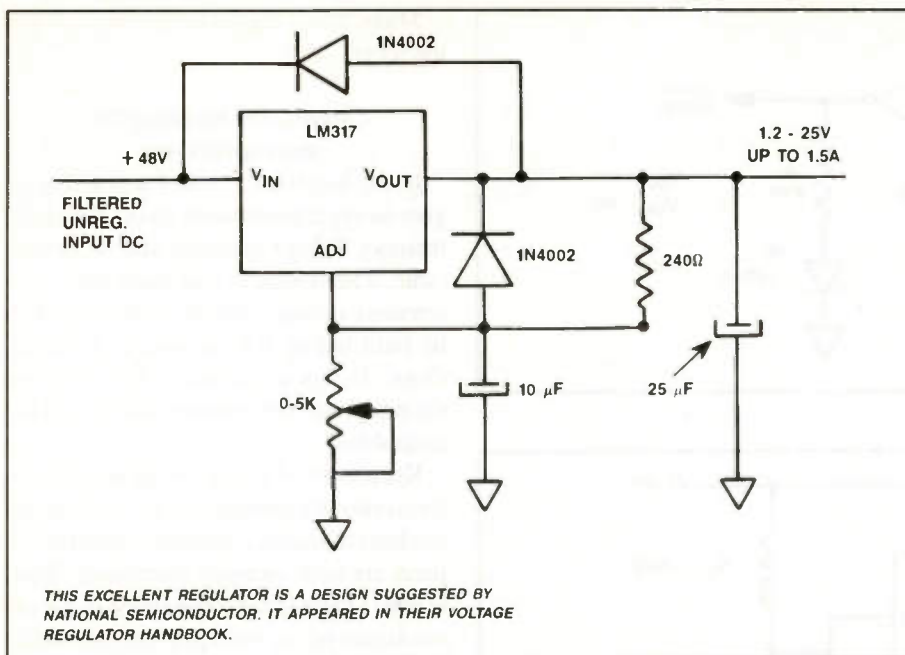 1N4002
LM317
+ 48V
VIN
VOUT
1.2 - 25V
UP TO 1.5A
FILTERED
UNREG.
INPUT DC
ADJ
1N4002
240Ω
0-5K
10 µF
25 µF
THIS EXCELLENT REGULATOR IS A DESIGN SUGGESTED BY
NATIONAL SEMICONDUCTOR. IT APPEARED IN THEIR VOLTAGE
REGULATOR HANDBOOK.